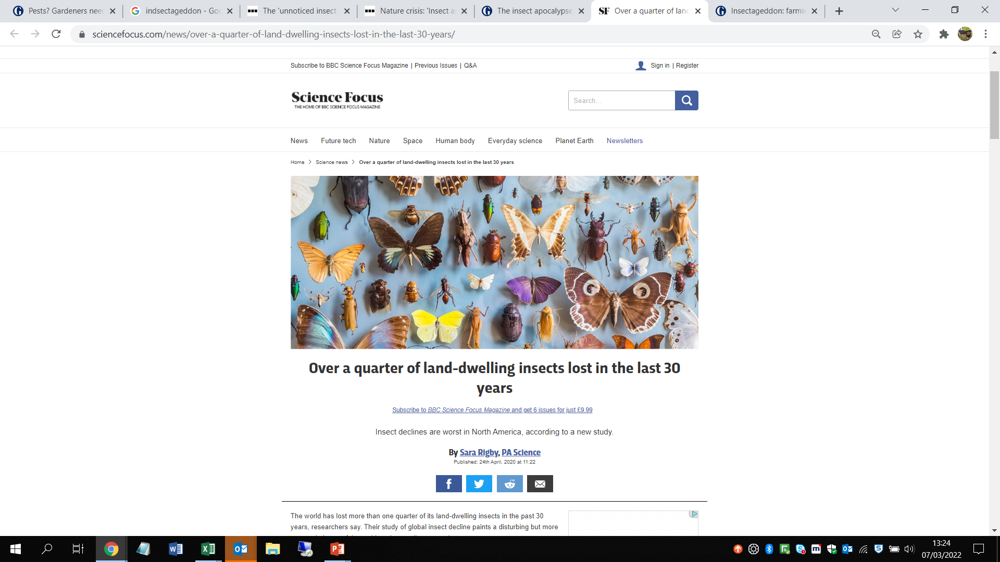 Pests? Gardeners nee
indsectageddon - Goo
The 'unnoticed insect
Nature crisis: 'Insect a
The insect apocalypse
SF Over a quarter of lan
Insectageddon: farmi
sciencefocus.com/news/over-a-quarter-of-land-dwelling-insects-lost-in-the-last-30-years/
Subscribe to BBC Science Focus Magazine | Previous Issues | Q&A
Sign in | Register
Science Focus
THE HOME OF BBC SCIENCE FOCUS MAGAZINE
Search...
News Future tech Nature Space Human body Everyday science Planet Earth Newsletters
Home > Science news > Over a quarter of land-dwelling insects lost in the last 30 years
Over a quarter of land-dwelling insects lost in the last 30
years
Subscribe to BBC Science Focus Magazine and get 6 issues for just £9.99
Insect declines are worst in North America, according to a new study.
By Sara Rigby, PA Science
Published: 24th April, 2020 at 11:22
The world has lost more than one quarter of its land-dwelling insects in the past 30
years, researchers say. Their study of global insect decline paints a disturbing but more
13:24
07/03/2022